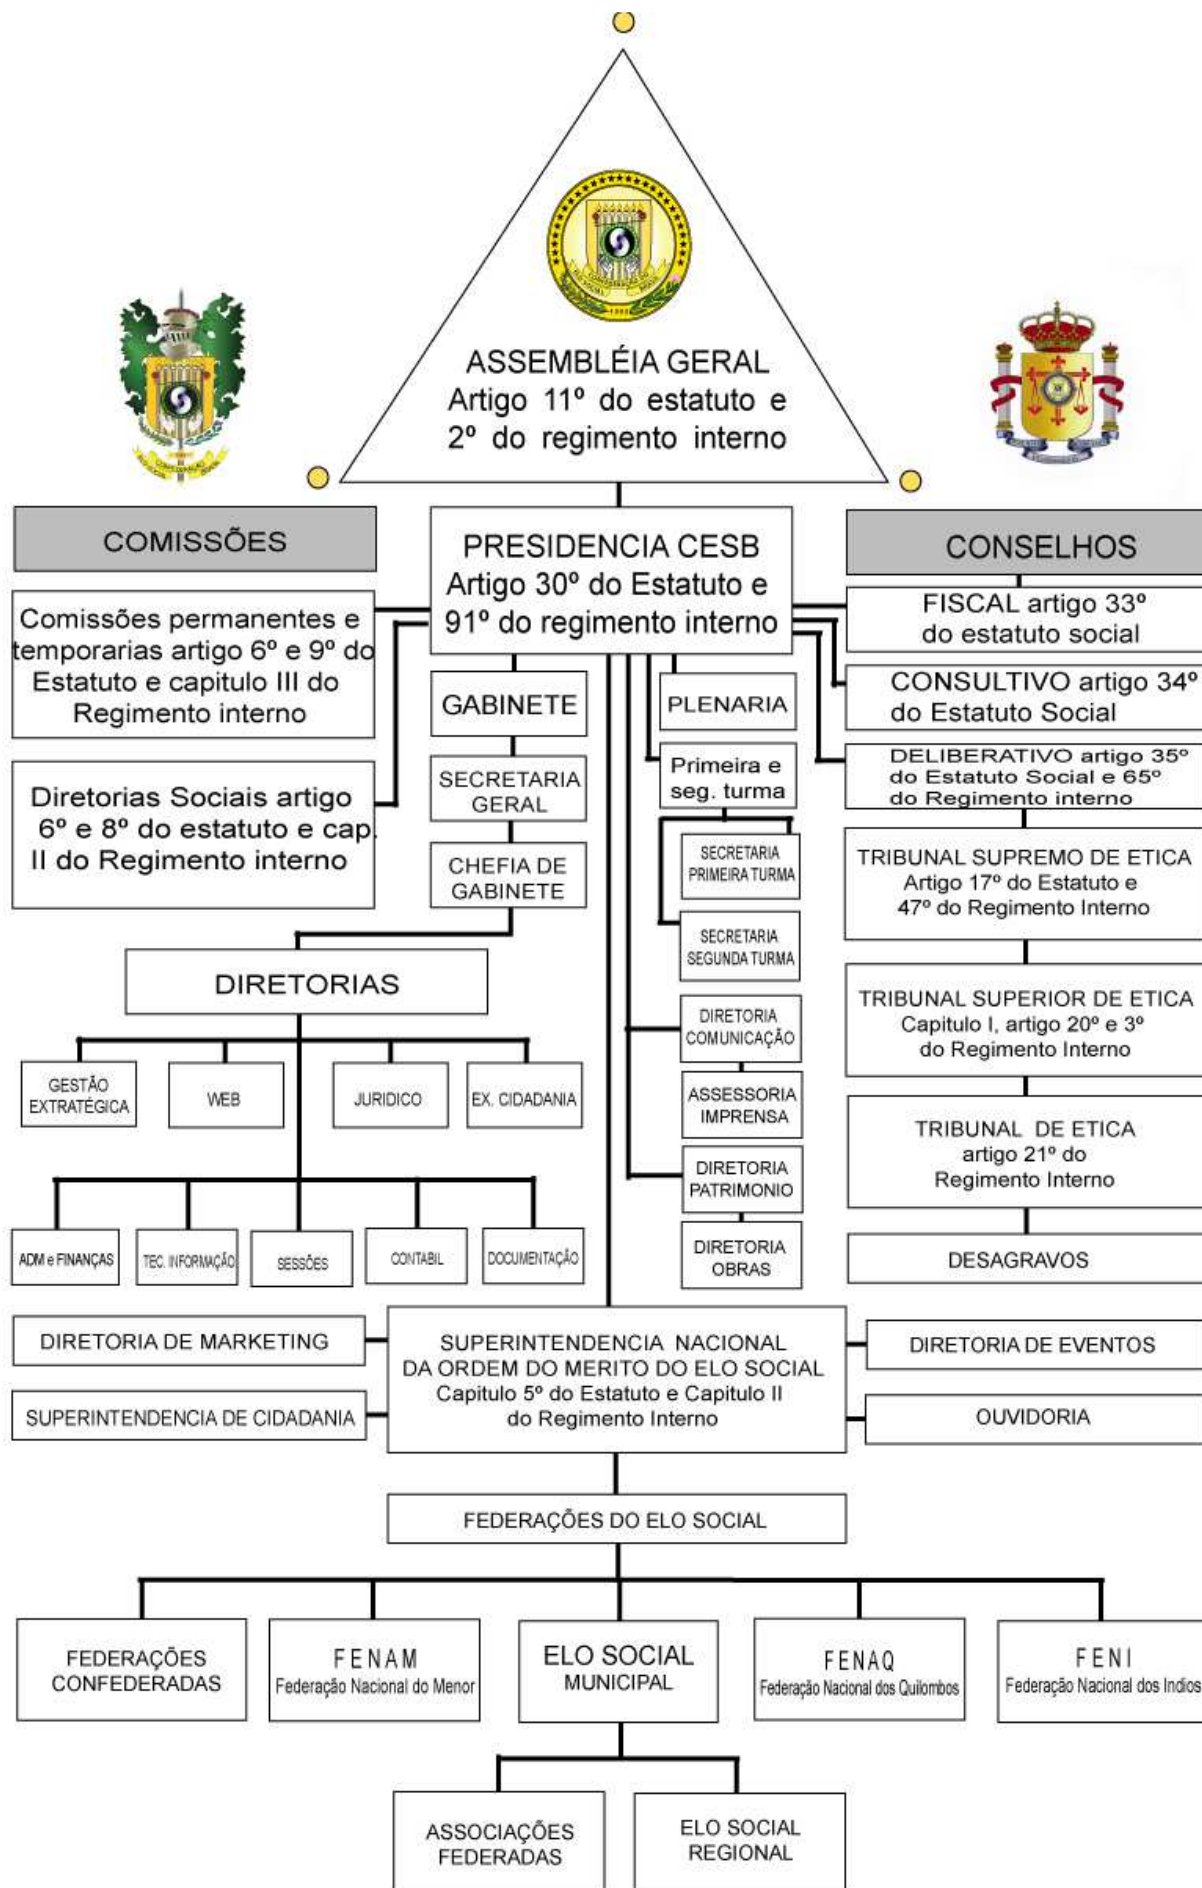 ASSEMBLÉIA GERAL
Artigo 11º do estatuto e
2º do regimento interno
COMISSÕES
PRESIDENCIA CESB
Artigo 30º do Estatuto e
91º do regimento interno
CONSELHOS
Comissões permanentes e
temporarias artigo 6º e 9º do
Estatuto e capitulo III do
Regimento interno
Diretorias Sociais artigo
6º e 8º do estatuto e cap.
II do Regimento interno
GABINETE
SECRETARIA
GERAL
CHEFIA DE
GABINETE
PLENARIA
Primeira e
seg. turma
SECRETARIA
PRIMEIRA TURMA
SECRETARIA
SEGUNDA TURMA
DIRETORIA
COMUNICAÇÃO
ASSESSORIA
IMPRENSA
DIRETORIA
PATRIMONIO
DIRETORIA
OBRAS
FISCAL artigo 33º
do estatuto social
CONSULTIVO artigo 34º
do Estatuto Social
DELIBERATIVO artigo 35º
do Estatuto Social e 65º
do Regimento interno
TRIBUNAL SUPREMO DE ETICA
Artigo 17º do Estatuto e
47º do Regimento Interno
TRIBUNAL SUPERIOR DE ETICA
Capitulo I, artigo 20º e 3º
do Regimento Interno
TRIBUNAL DE ETICA
artigo 21º do
Regimento Interno
DESAGRAVOS
DIRETORIAS
GESTÃO
EXTRATÉGICA
WEB
JURIDICO
EX. CIDADANIA
ADM e FINANÇAS
TEC. INFORMAÇÃO
SESSÕES
CONTABIL
DOCUMENTAÇÃO
DIRETORIA DE MARKETING
SUPERINTENDENCIA DE CIDADANIA
SUPERINTENDENCIA NACIONAL
DA ORDEM DO MERITO DO ELO SOCIAL
Capitulo 5º do Estatuto e Capitulo II
do Regimento Interno
DIRETORIA DE EVENTOS
OUVIDORIA
FEDERAÇÕES DO ELO SOCIAL
FEDERAÇÕES
CONFEDERADAS
FENAM
Federação Nacional do Menor
ELO SOCIAL
MUNICIPAL
FENAQ
Federação Nacional dos Quilombos
FENI
Federação Nacional dos Indios
ASSOCIAÇÕES
FEDERADAS
ELO SOCIAL
REGIONAL